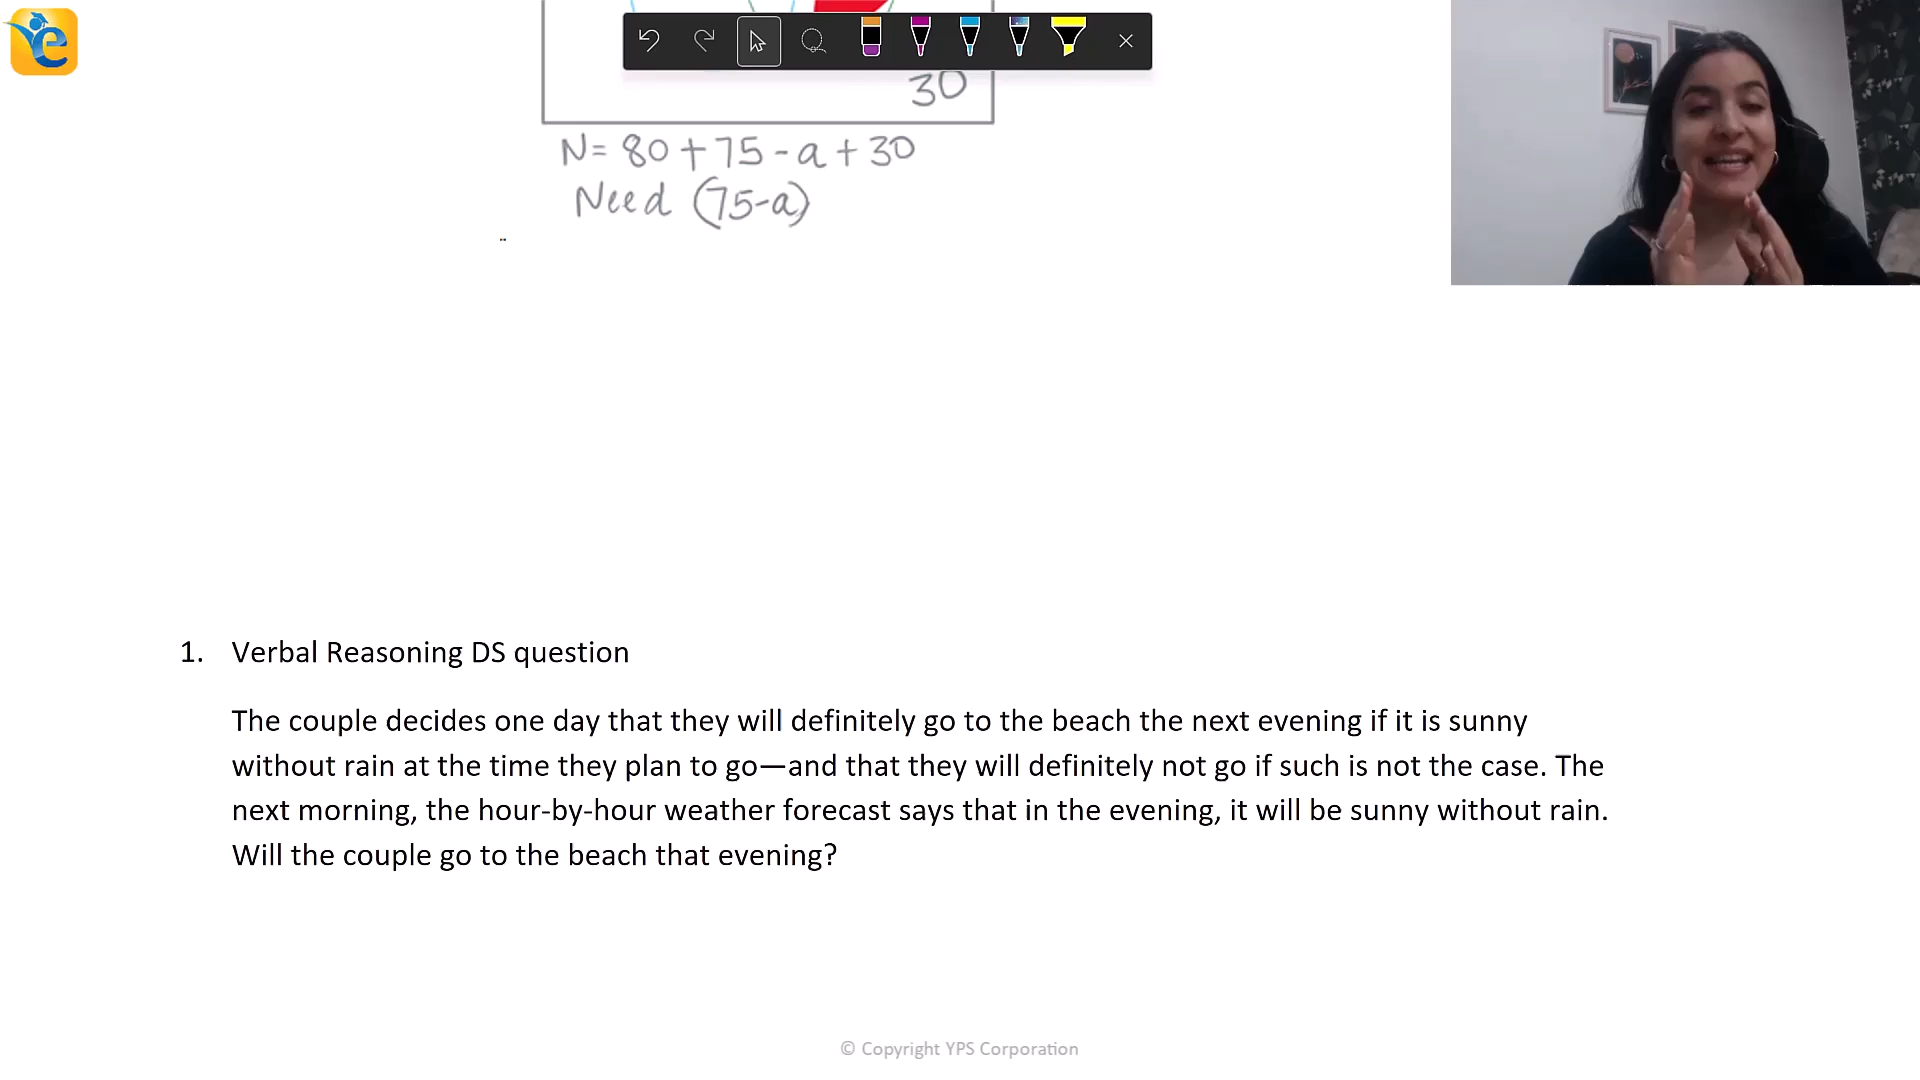 30
N= 80 + 75 - a + 30
Need (75-a)
1. Verbal Reasoning DS question
The couple decides one day that they will definitely go to the beach the next evening if it is sunny
without rain at the time they plan to go—and that they will definitely not go if such is not the case. The
next morning, the hour-by-hour weather forecast says that in the evening, it will be sunny without rain.
Will the couple go to the beach that evening?
© Copyright YPS Corporation